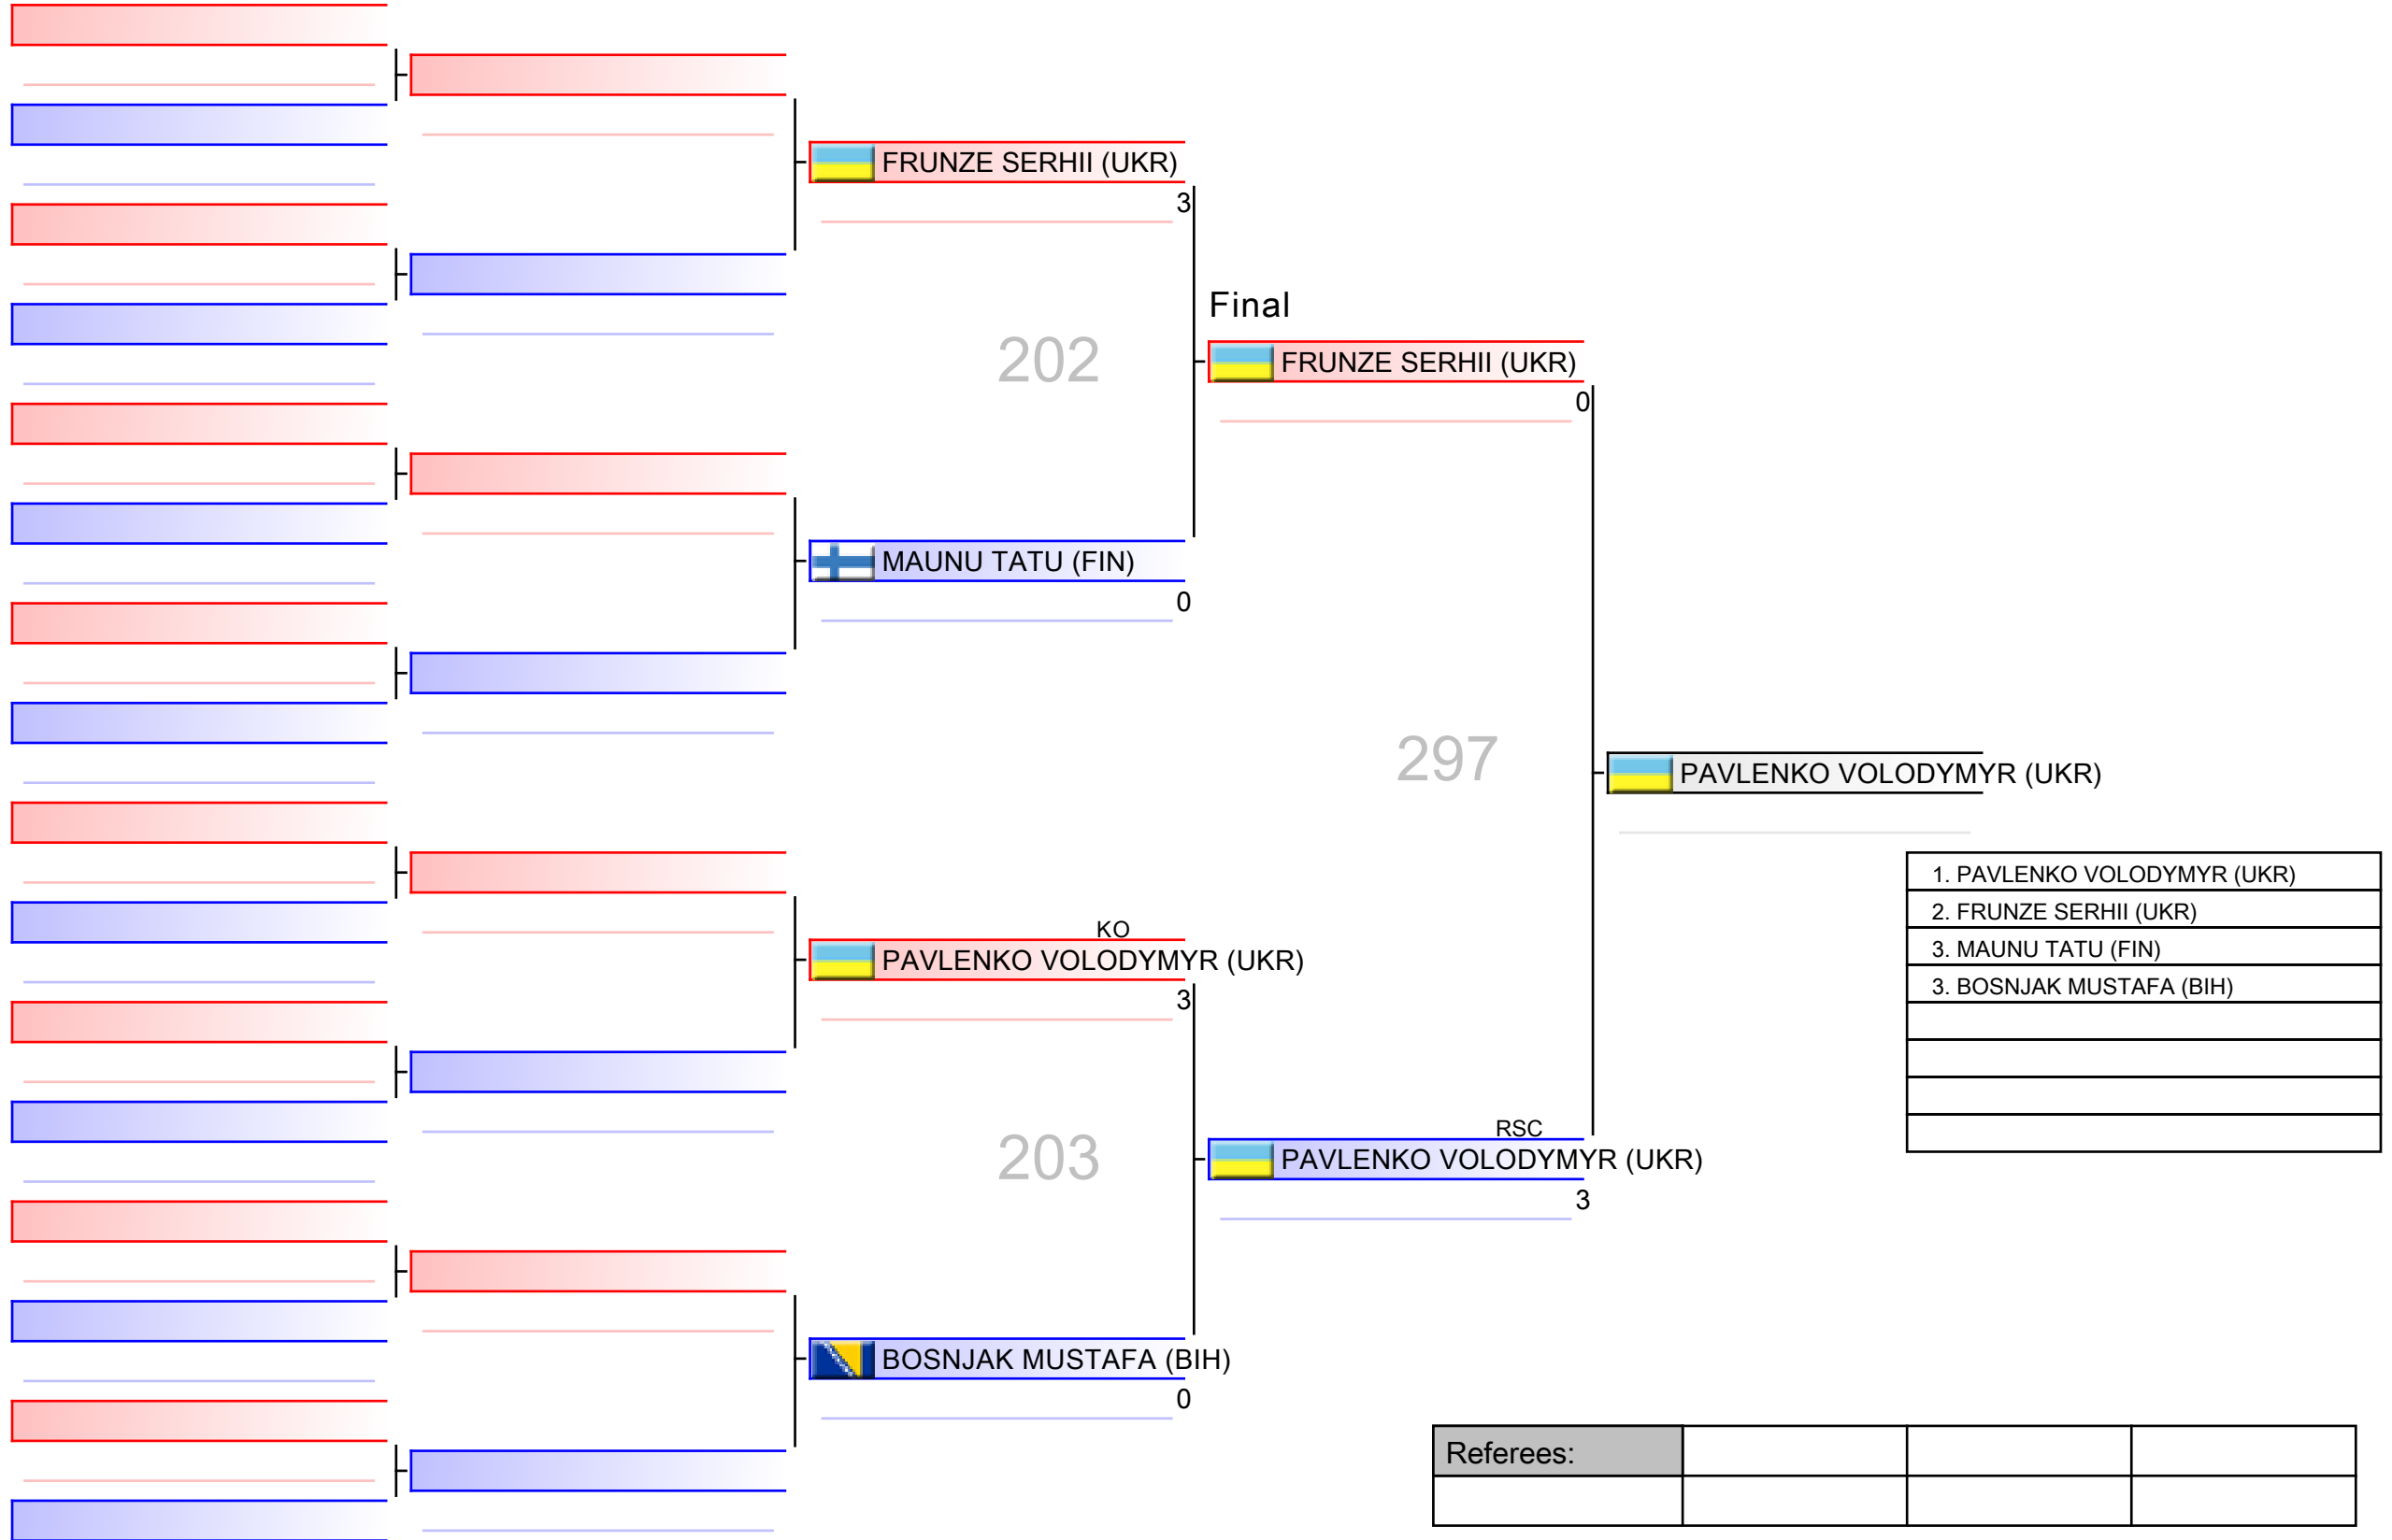 FRUNZE SERHII (UKR)
3
202
MAUNU TATU (FIN)
0
KO
PAVLENKO VOLODYMYR (UKR)
3
203
BOSNJAK MUSTAFA (BIH)
0
Final
FRUNZE SERHII (UKR)
0
297
RSC
PAVLENKO VOLODYMYR (UKR)
3
PAVLENKO VOLODYMYR (UKR)
1. PAVLENKO VOLODYMYR (UKR)
2. FRUNZE SERHII (UKR)
3. MAUNU TATU (FIN)
3. BOSNJAK MUSTAFA (BIH)
Referees: